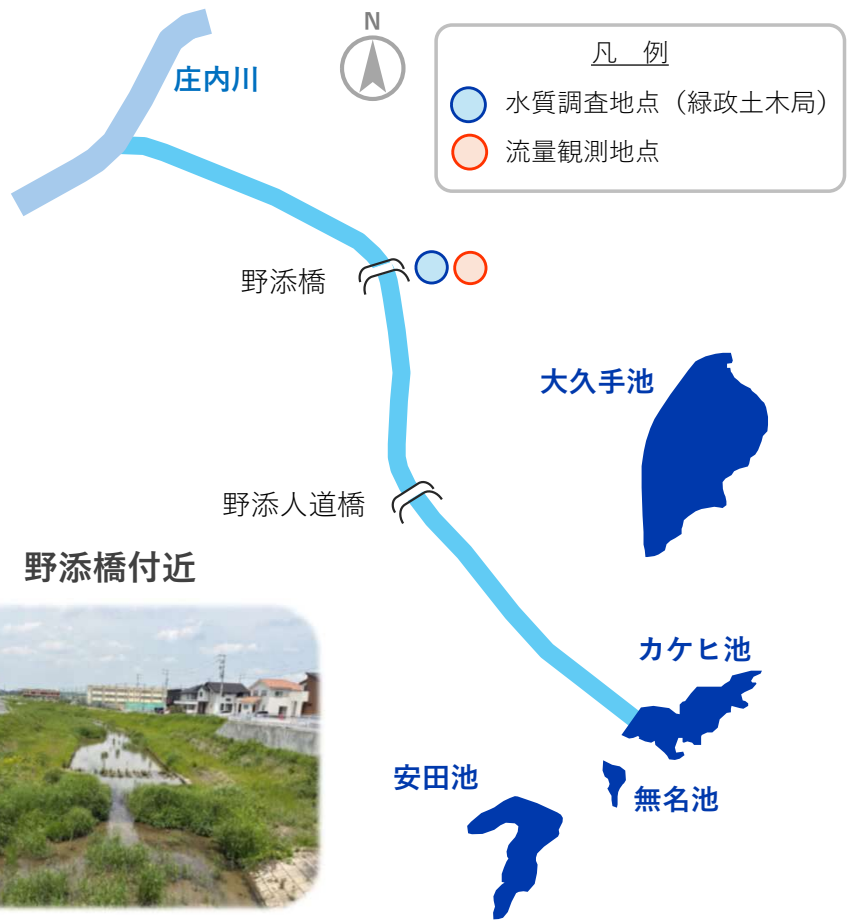 N
庄内川
凡 例
水質調査地点（緑政土木局）
流量観測地点
野添橋
大久手池
野添人道橋
野添橋付近
カケヒ池
安田池
無名池